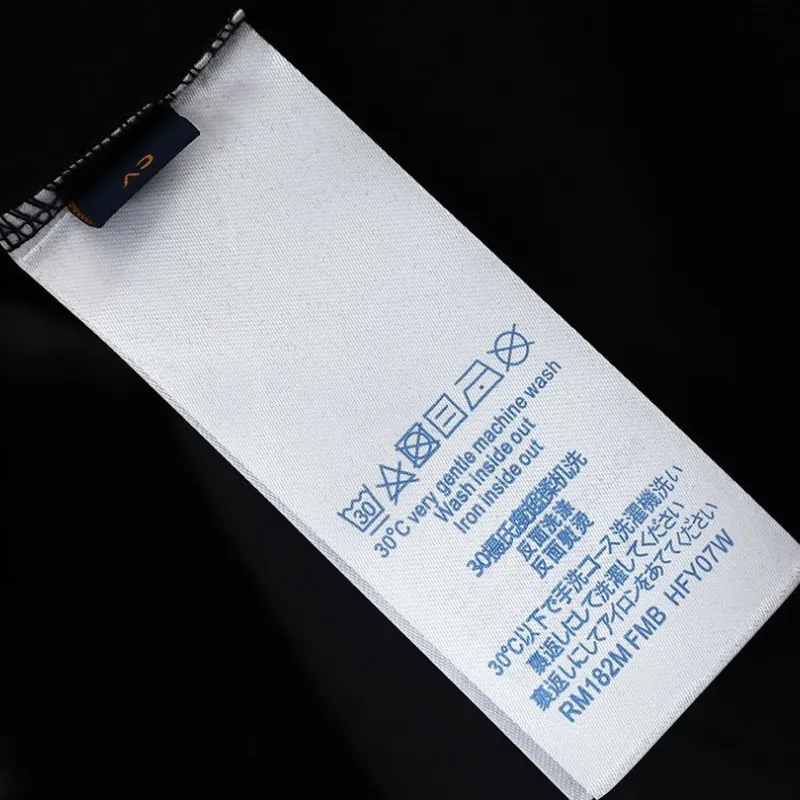 CV
30
30°C very gentle machine wash
Wash inside out
Iron inside out
反面洗涤
反面熨烫
30℃以下で手洗コース洗濯機洗い
裏返しにして洗濯してください
裏返しにしてアイロンをあててください
RM182M FMB HFY07W